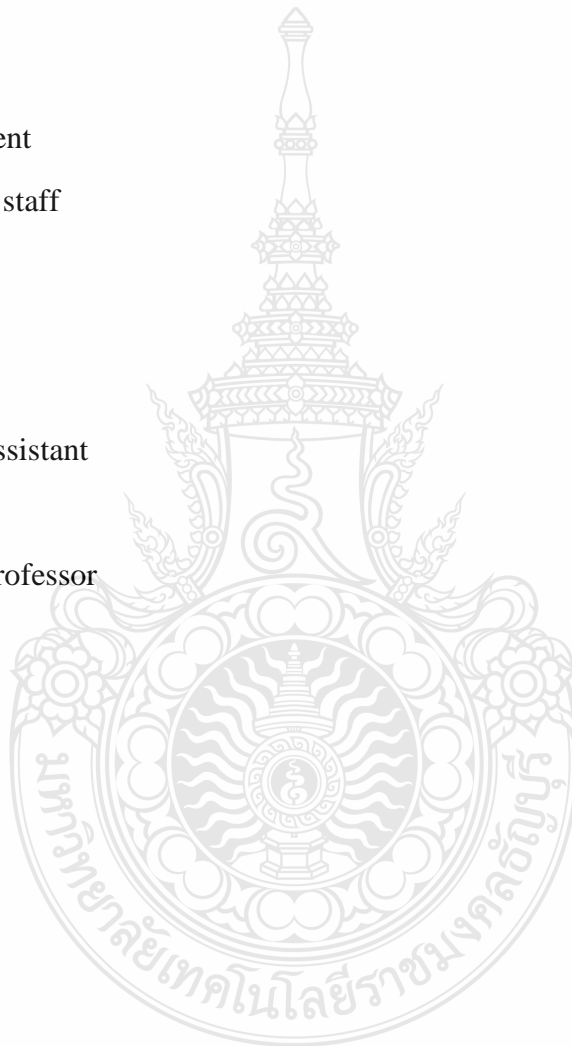 ent
staff
ssistant
rofessor
มหาวิทยาลัยเทคโนโลยีราชมงคลธัญบุรี